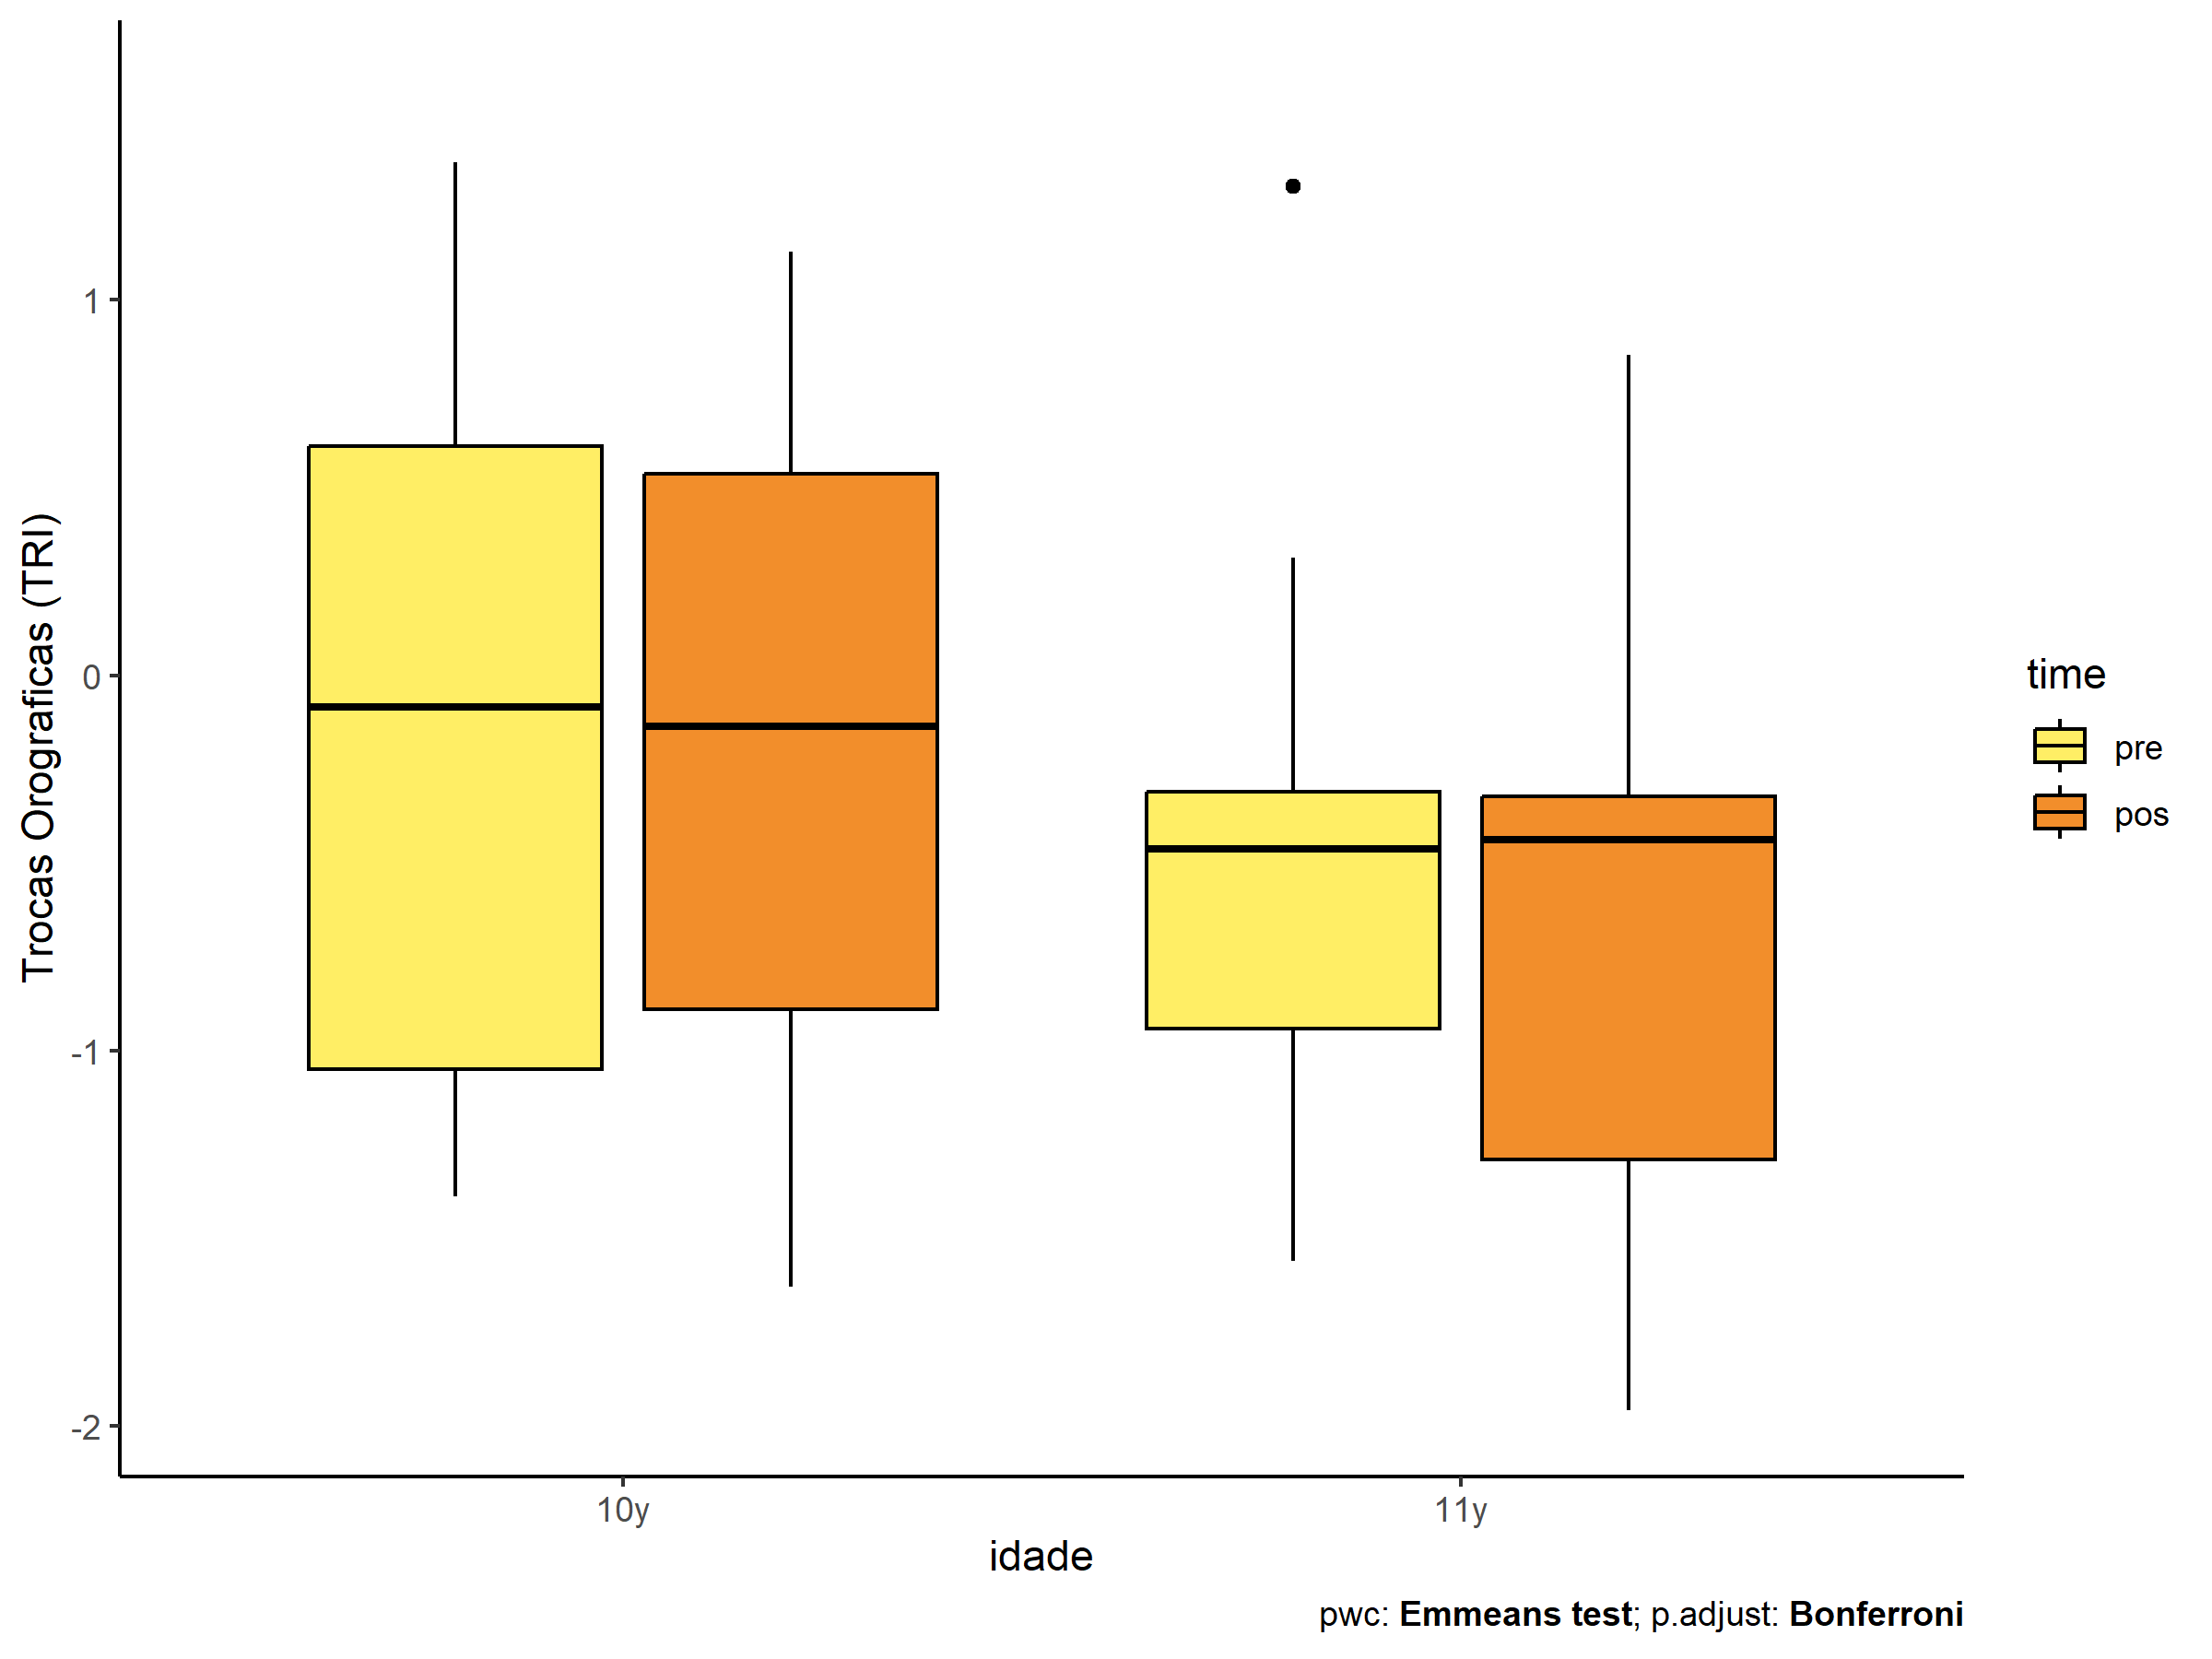 Trocas Orograficas (TRI)
1
0
-1
-2
10y
11y
idade
time
pre
pos
pwc: Emmeans test; p.adjust: Bonferroni